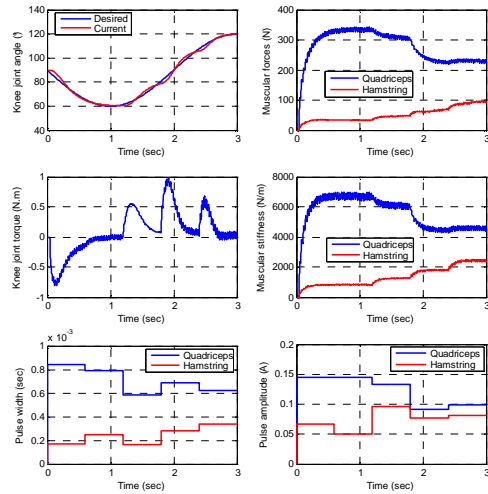 140
120
100
80
60
40
0
1
2
3
Knee joint angle (°)
Time (sec)
Desired
Current
400
300
200
100
0
0
1
2
3
Muscular forces (N)
Time (sec)
Quadriceps
Hamstring
1
0.5
0
-0.5
-1
0
1
2
3
Knee joint torque (N.m)
Time (sec)
8000
6000
4000
2000
0
0
1
2
3
Muscular stiffness (N/m)
Time (sec)
Quadriceps
Hamstring
x 10-3
1
0.8
0.6
0.4
0.2
0
0
1
2
3
Pulse width (sec)
Time (sec)
Quadriceps
Hamstring
0.2
0.15
0.1
0.05
0
0
1
2
3
Pulse amplitude (A)
Time (sec)
Quadriceps
Hamstring